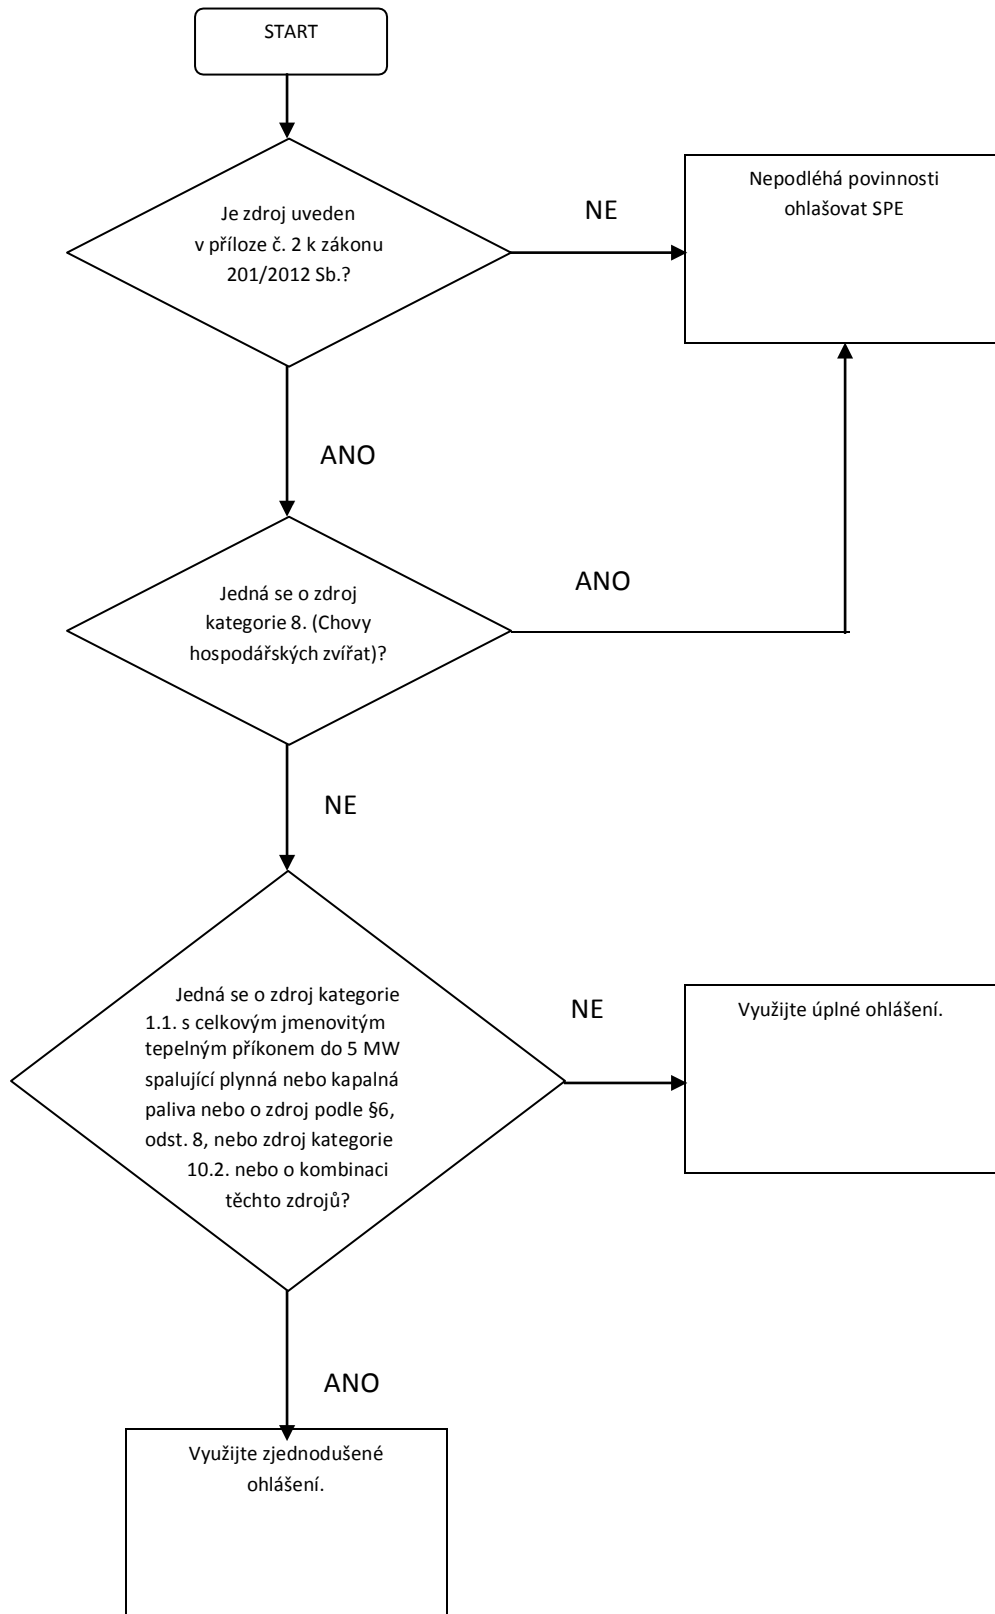 START
Je zdroj uveden
v příloze č. 2 k zákonu
201/2012 Sb.?
NE
Nepodléhá povinnosti
ohlašovat SPE
ANO
Jedná se o zdroj
kategorie 8. (Chovy
hospodářských zvířat)?
ANO
NE
Jedná se o zdroj kategorie
1.1. s celkovým jmenovitým
tepelným příkonem do 5 MW
spalující plynná nebo kapalná
paliva nebo o zdroj podle §6,
odst. 8, nebo zdroj kategorie
10.2. nebo o kombinaci
těchto zdrojů?
NE
Využijte úplné ohlášení.
ANO
Využijte zjednodušené
ohlášení.